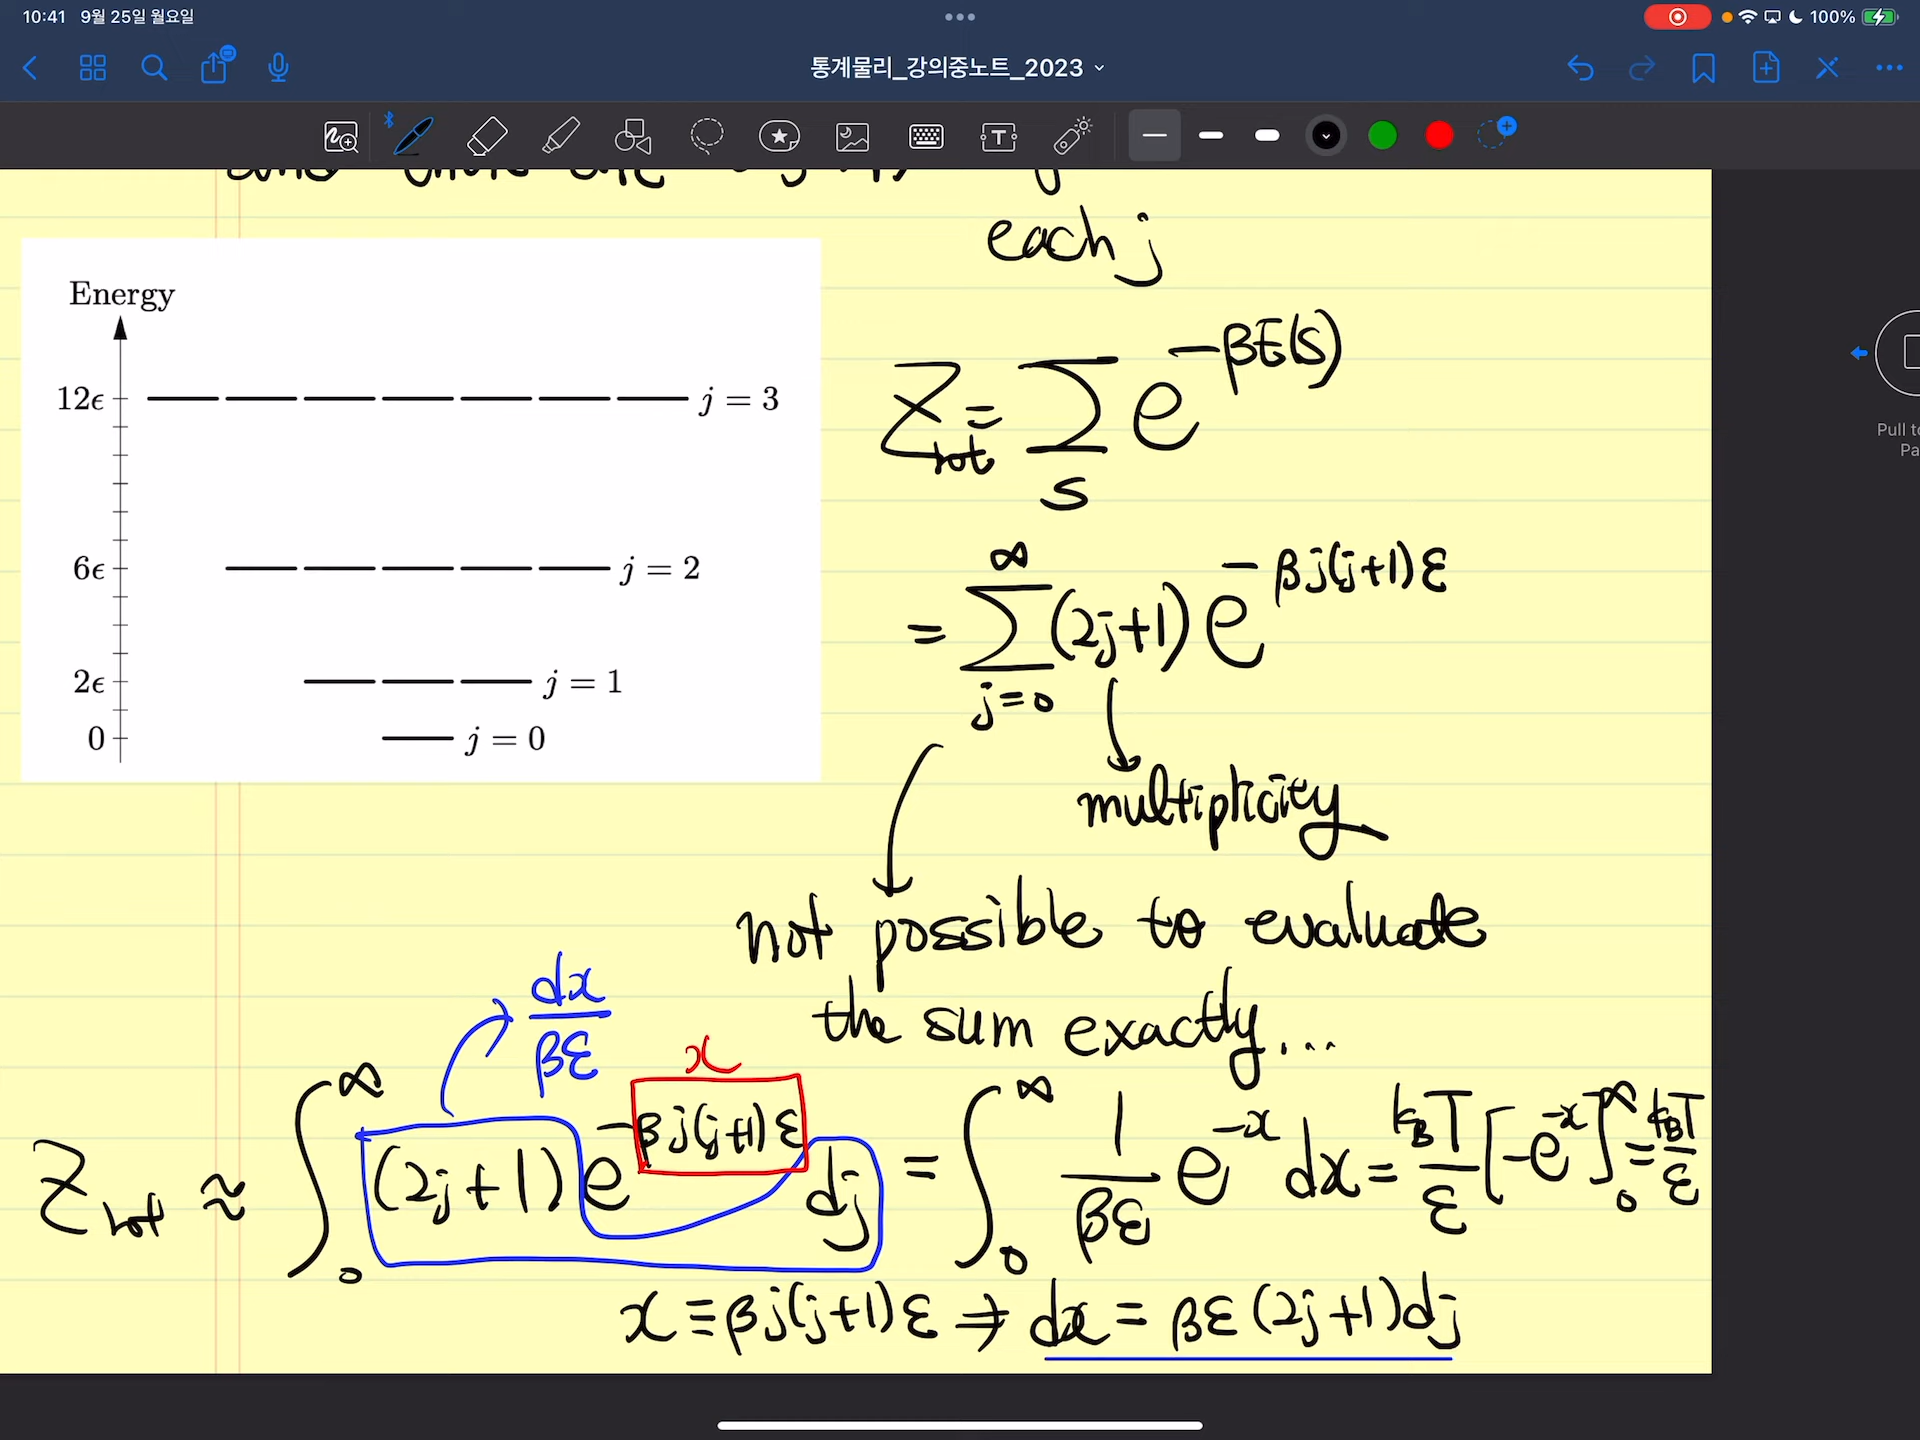 10:41 9월 25일 월요일
100%
통계물리_강의중노트_2023
each j
Energy
12ϵ
j = 3
6ϵ
j = 2
2ϵ
j = 1
0
j = 0
Z_rot = Σ_s e^{-βE(s)}
= Σ_{j=0}^{∞} (2j+1) e^{-βj(j+1)ε}
multiplicity
not possible to evaluate
the sum exactly...
dx/βε
x
Z_rot ≈ ∫_0^∞ (2j+1) e^{-βj(j+1)ε} dj = ∫_0^∞ 1/βε e^{-x} dx = k_BT/ε [-e^{-x}]_0^∞ = k_BT/ε
x ≡ βj(j+1)ε ⇒ dx = βε(2j+1)dj
Pull to
Pa